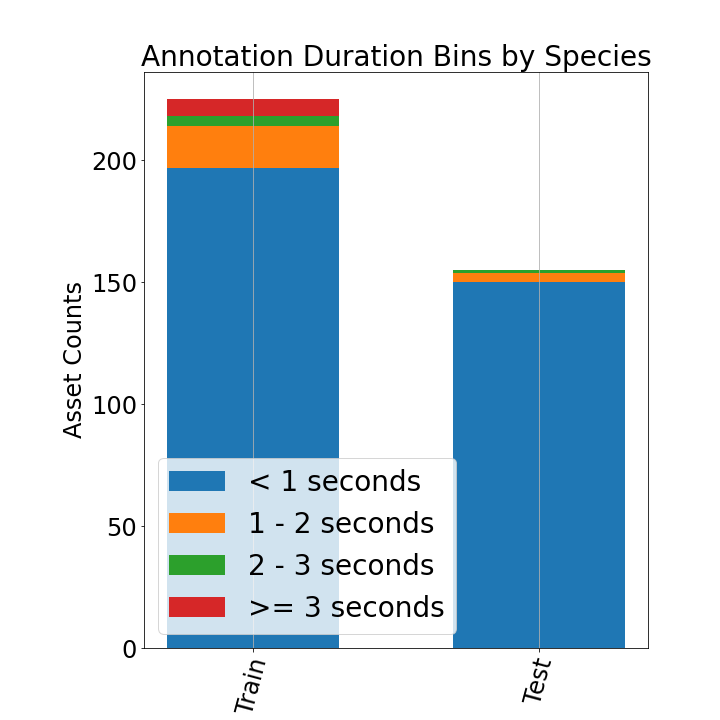 Annotation Duration Bins by Species
Asset Counts
200
150
100
50
0
< 1 seconds
1 - 2 seconds
2 - 3 seconds
>= 3 seconds
Train
Test